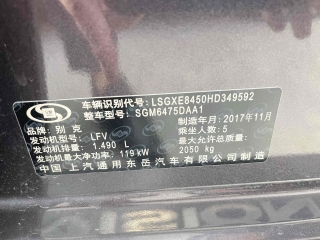 车辆识别代号: LSGXE8450HD349592
整车型号: SGM6475DAA1
品牌: 别克 制造年月: 2017年11月
发动机型号: LFV 乘坐人数: 5
发动机排量: 1.490 L 最大允许总质量:
最大净功率: 119 kW 2050 kg
中国 上汽通用东岳汽车有限公司制造